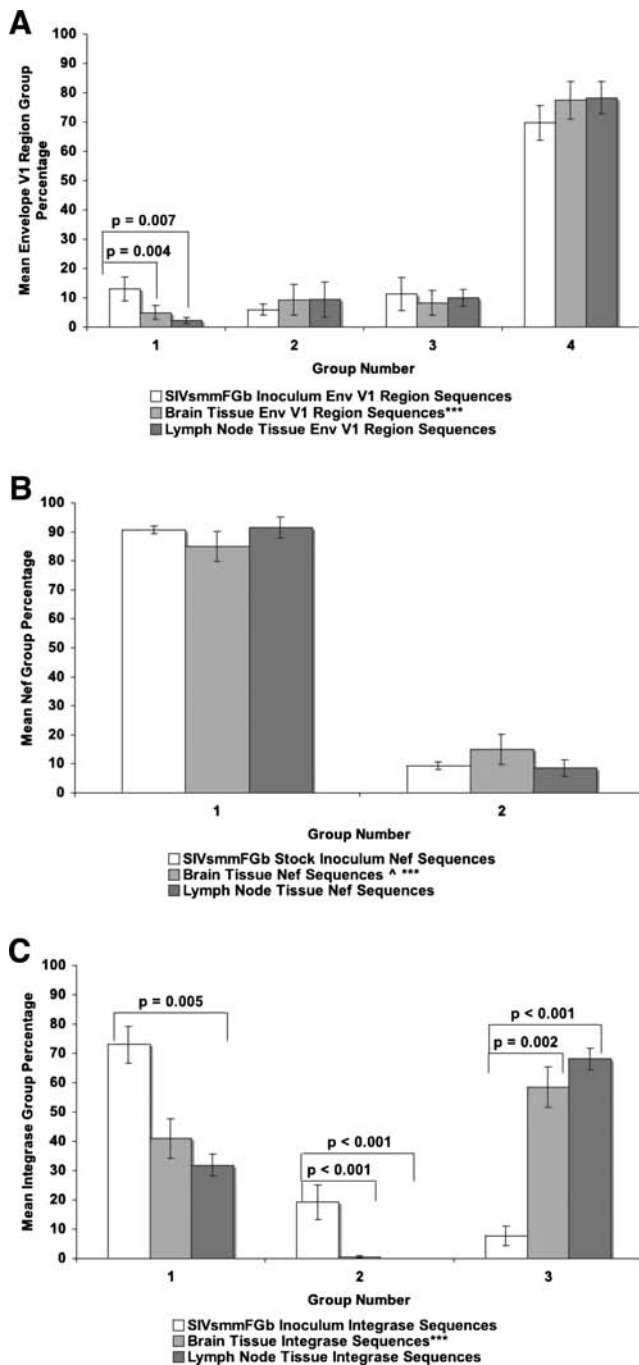 A
Mean Envelope V1 Region Group
Percentage
100
90
80
70
60
50
40
30
20
10
0
p = 0.007
p = 0.004
1
2
3
4
Group Number
SIVsmmFGb Inoculum Env V1 Region Sequences
Brain Tissue Env V1 Region Sequences***
Lymph Node Tissue Env V1 Region Sequences
B
Mean Nef Group Percentage
100
90
80
70
60
50
40
30
20
10
0
1
2
Group Number
SIVsmmFGb Stock Inoculum Nef Sequences
Brain Tissue Nef Sequences ^ ***
Lymph Node Tissue Nef Sequences
C
Mean Integrase Group Percentage
100
90
80
70
60
50
40
30
20
10
0
p = 0.005
p < 0.001
p < 0.001
p < 0.001
p = 0.002
1
2
3
Group Number
SIVsmmFGb Inoculum Integrase Sequences
Brain Tissue Integrase Sequences***
Lymph Node Tissue Integrase Sequences